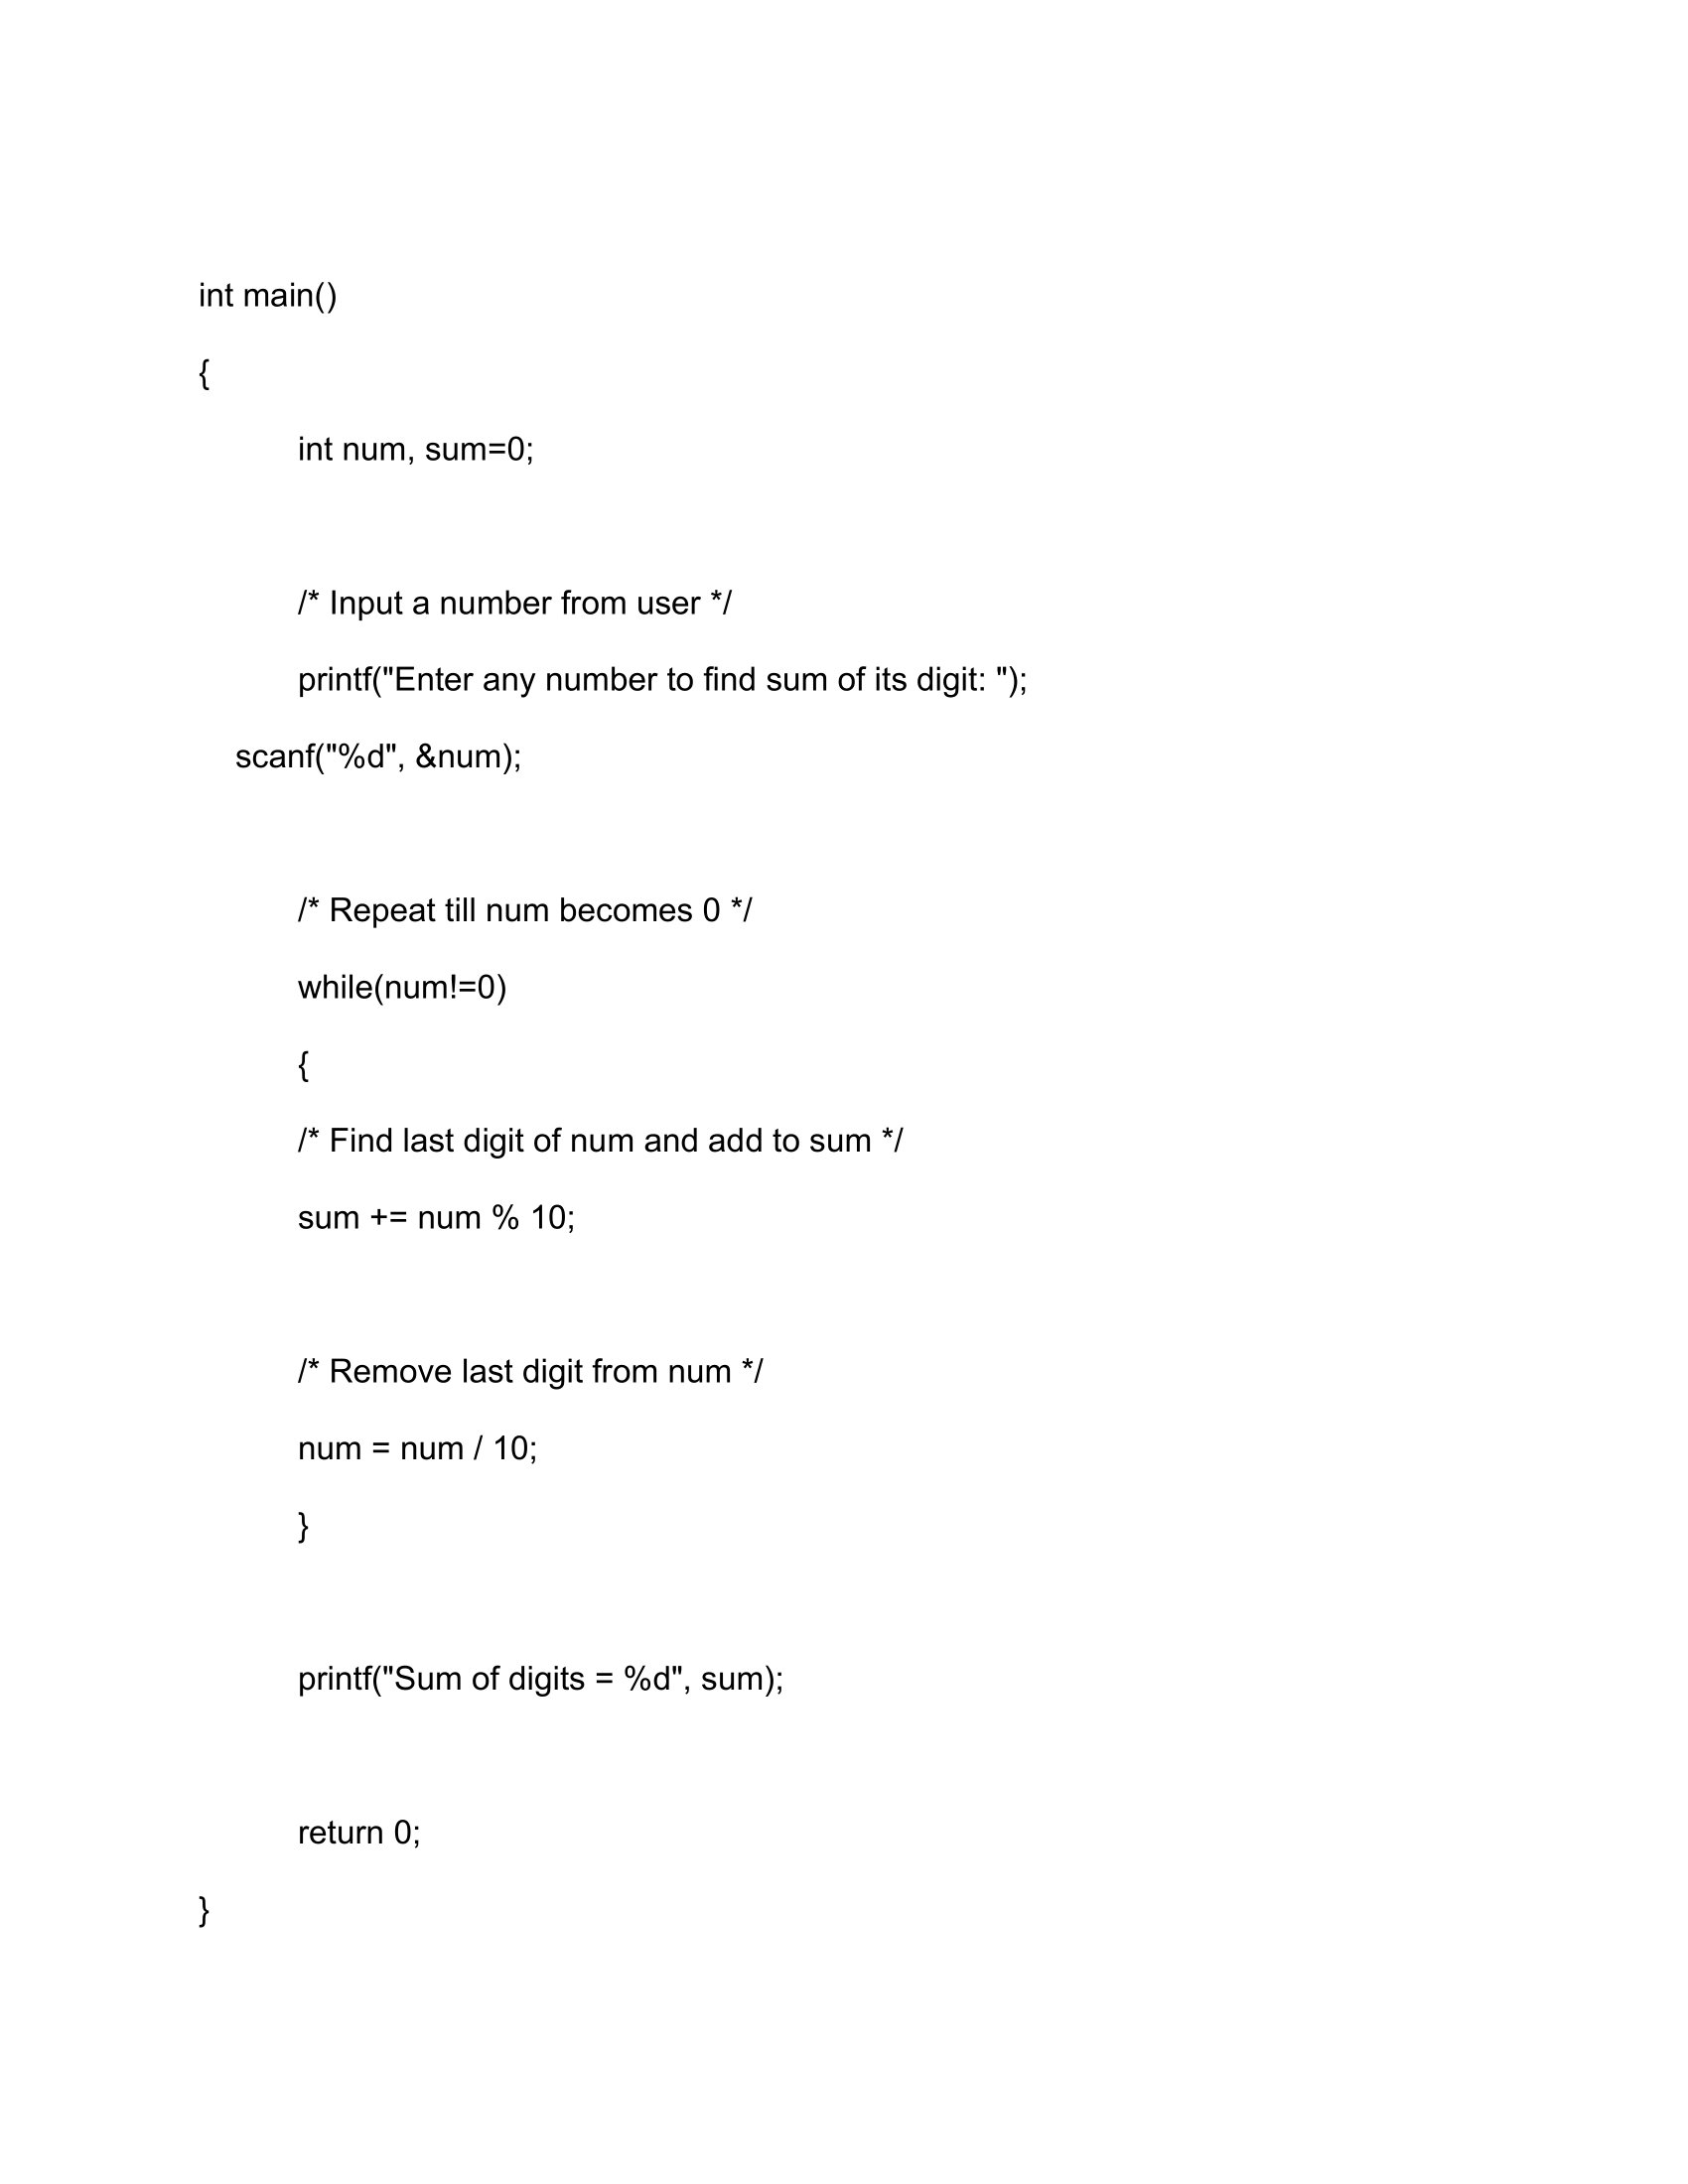 int main()
{
int num, sum=0;
/* Input a number from user */
printf("Enter any number to find sum of its digit: ");
scanf("%d", &num);
/* Repeat till num becomes 0 */
while(num!=0)
{
/* Find last digit of num and add to sum */
sum += num % 10;
/* Remove last digit from num */
num = num / 10;
}
printf("Sum of digits = %d", sum);
return 0;
}